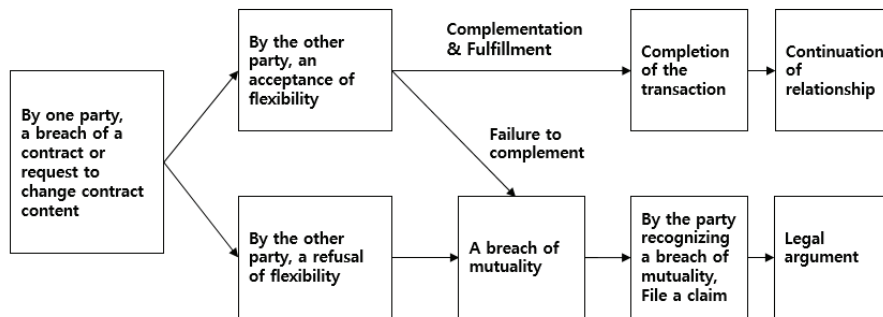 By one party,
a breach of a
contract or
request to
change contract
content
By the other
party, an
acceptance of
flexibility
Complementation
& Fulfillment
Completion
of the
transaction
Continuation
of
relationship
Failure to
complement
By the other
party, a refusal
of flexibility
A breach of
mutuality
By the party
recognizing
a breach of
mutuality,
File a claim
Legal
argument